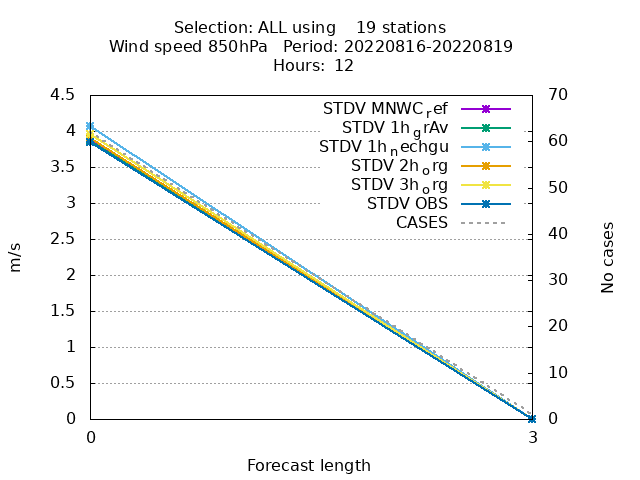 Selection: ALL using    19 stations
Wind speed 850hPa   Period: 20220816-20220819
Hours: 12
4.5
4
3.5
3
2.5
2
1.5
1
0.5
0
70
60
50
40
30
20
10
0
STDV MNWC_ref
STDV 1h_grAv
STDV 1h_nechgu
STDV 2h_org
STDV 3h_org
STDV OBS
CASES
m/s
No cases
0
3
Forecast length